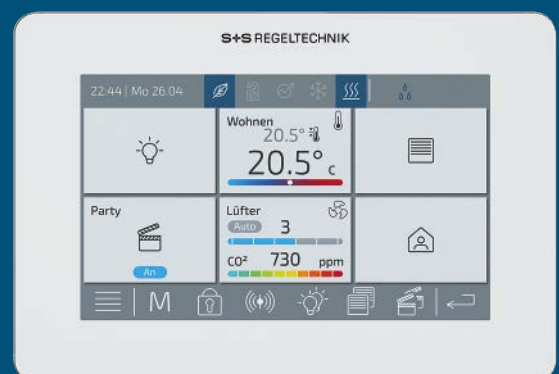 S+S REGELTECHNIK
22:44 | Mo 26.04
Wohnen
20.5°
20.5° c
Party
An
Lüfter
Auto 3
CO² 730 ppm
M